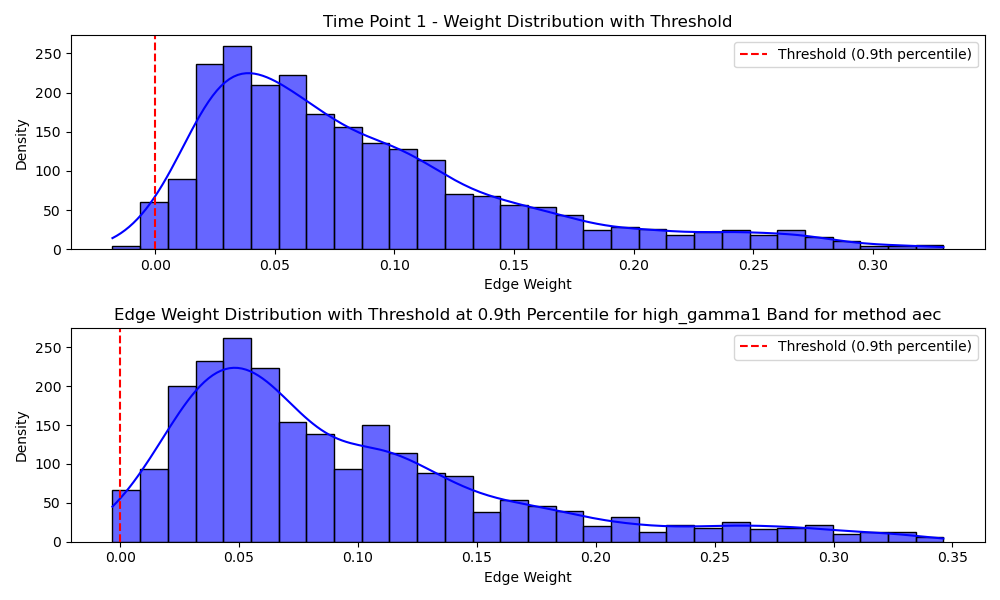 Time Point 1 - Weight Distribution with Threshold
Threshold (0.9th percentile)
Density
250
200
150
100
50
0
0.00 0.05 0.10 0.15 0.20 0.25 0.30
Edge Weight
Edge Weight Distribution with Threshold at 0.9th Percentile for high_gamma1 Band for method aec
Threshold (0.9th percentile)
Density
250
200
150
100
50
0
0.00 0.05 0.10 0.15 0.20 0.25 0.30 0.35
Edge Weight